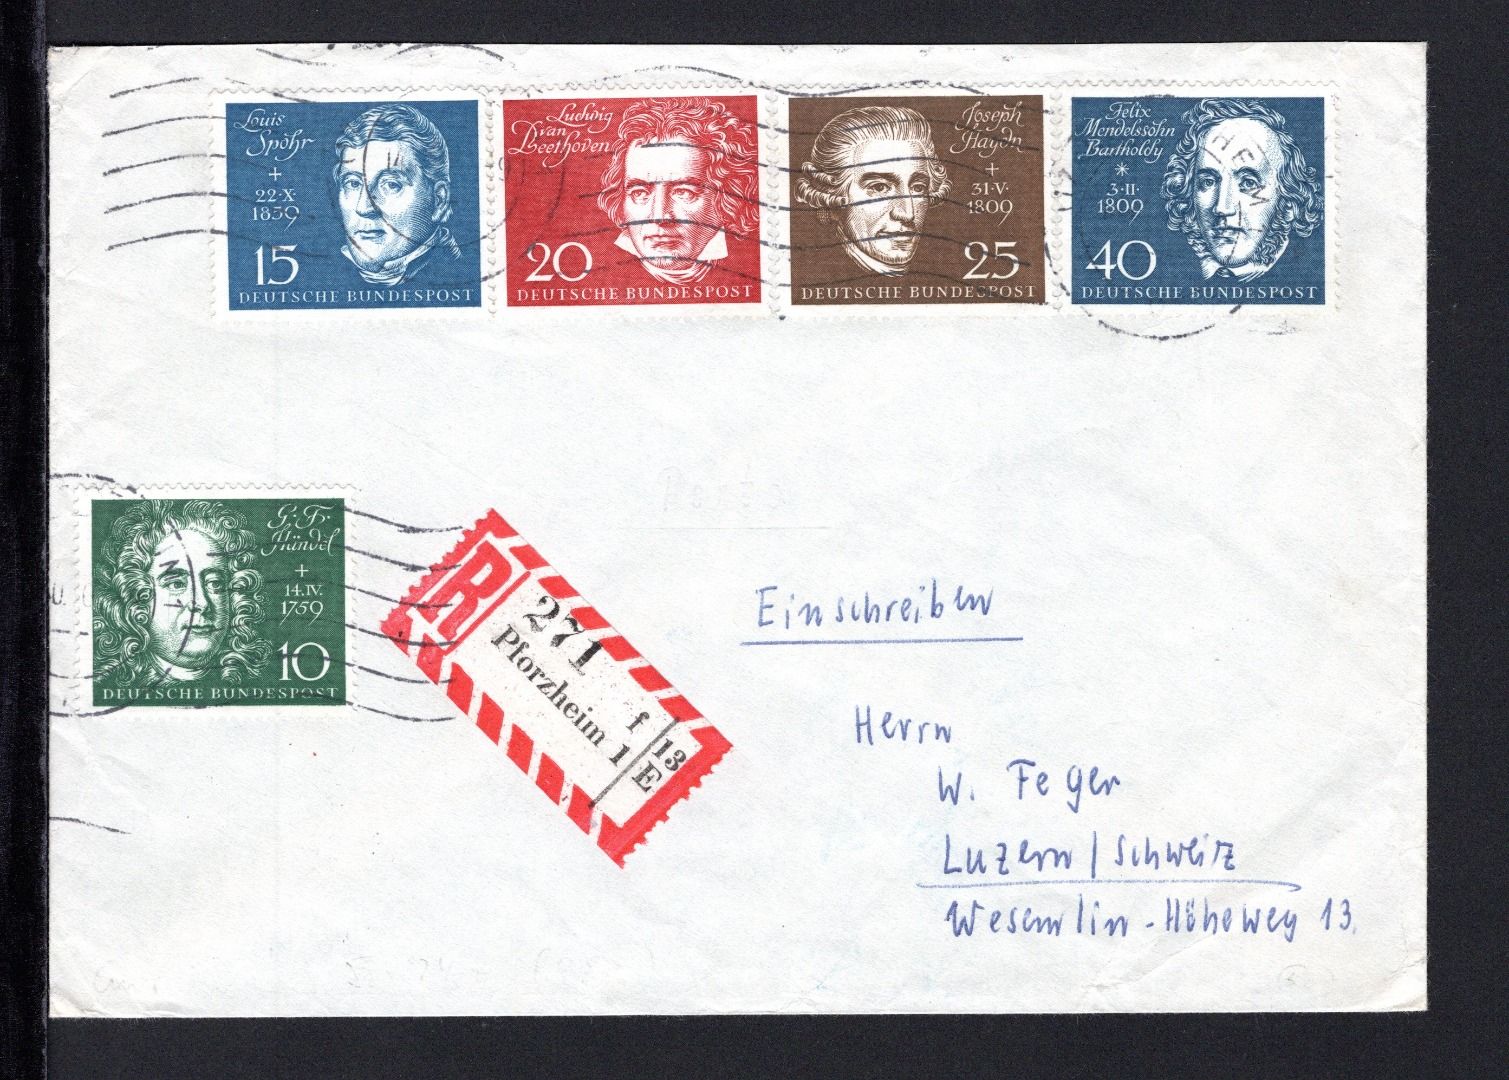 Louis
Spohr
+
22·X·
1859
15
DEUTSCHE BUNDESPOST
Ludwig
van
Beethoven
20
DEUTSCHE BUNDESPOST
Joseph
Haydn
+
31·V·
1809
25
DEUTSCHE BUNDESPOST
Felix
Mendelssohn
Bartholdy
*
3·II·
1809
40
DEUTSCHE BUNDESPOST
G. F.
Händel
+
14.IV.
1759
10
DEUTSCHE BUNDESPOST
R
271 f
Pforzheim 1
13
E
Einschreiben
Herrn
W. Feger
Luzern / Schweiz
Wesemlin-Höheweg 13.